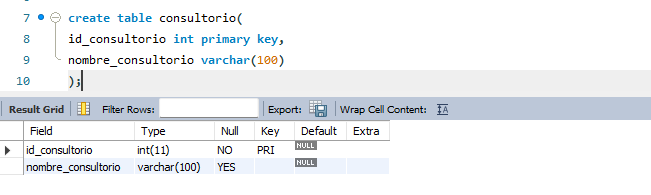 7 create table consultorio(
8 id_consultorio int primary key,
9 nombre_consultorio varchar(100)
10 );
Result Grid Filter Rows: Export: Wrap Cell Content: IA
Field Type Null Key Default Extra
id_consultorio int(11) NO PRI NULL
nombre_consultorio varchar(100) YES NULL